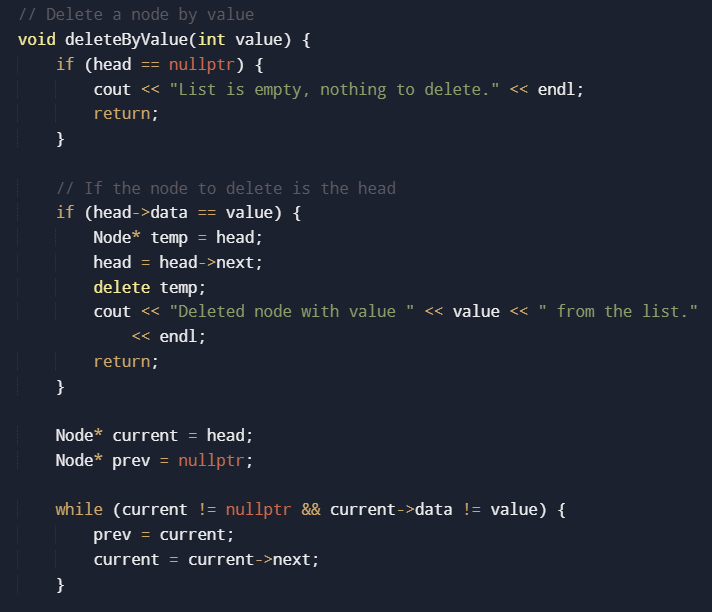 // Delete a node by value
void deleteByValue(int value) {
    if (head == nullptr) {
        cout << "List is empty, nothing to delete." << endl;
        return;
    }

    // If the node to delete is the head
    if (head->data == value) {
        Node* temp = head;
        head = head->next;
        delete temp;
        cout << "Deleted node with value " << value << " from the list."
            << endl;
        return;
    }

    Node* current = head;
    Node* prev = nullptr;

    while (current != nullptr && current->data != value) {
        prev = current;
        current = current->next;
    }